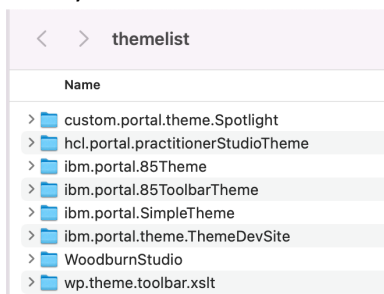 themelist
Name
custom.portal.theme.Spotlight
hcl.portal.practitionerStudioTheme
ibm.portal.85Theme
ibm.portal.85ToolbarTheme
ibm.portal.SimpleTheme
ibm.portal.theme.ThemeDevSite
WoodburnStudio
wp.theme.toolbar.xslt